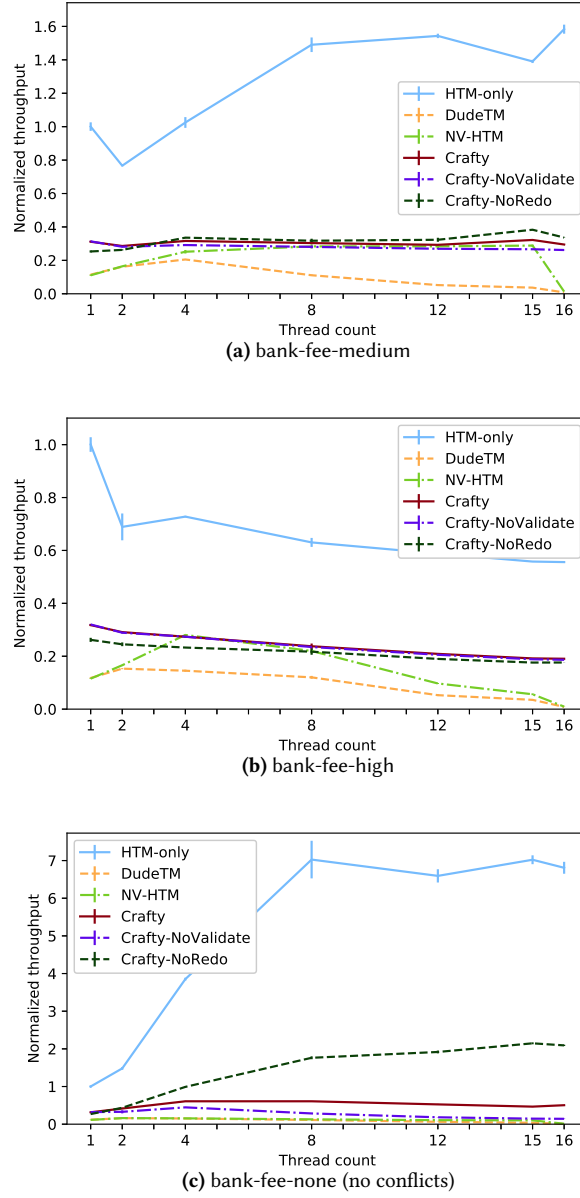 1.6
1.4
1.2
1.0
0.8
0.6
0.4
0.2
0.0
Normalized throughput
HTM-only
DudeTM
NV-HTM
Crafty
Crafty-NoValidate
Crafty-NoRedo
1 2 4 8 12 15 16
Thread count
(a) bank-fee-medium
1.0
0.8
0.6
0.4
0.2
0.0
Normalized throughput
HTM-only
DudeTM
NV-HTM
Crafty
Crafty-NoValidate
Crafty-NoRedo
1 2 4 8 12 15 16
Thread count
(b) bank-fee-high
7
6
5
4
3
2
1
0
Normalized throughput
HTM-only
DudeTM
NV-HTM
Crafty
Crafty-NoValidate
Crafty-NoRedo
1 2 4 8 12 15 16
Thread count
(c) bank-fee-none (no conflicts)